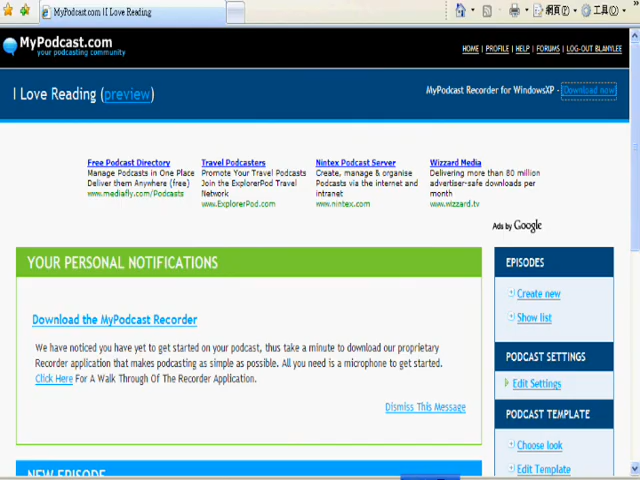 MyPodcast.com | I Love Reading
網頁(P)
工具(O)
MyPodcast.com
your podcasting community
HOME | PROFILE | HELP | FORUMS | LOG-OUT BLANYLEE
I Love Reading (preview)
MyPodcast Recorder for WindowsXP - Download now!
Free Podcast Directory
Manage Podcasts in One Place
Deliver them Anywhere (free)
www.mediafly.com/Podcasts
Travel Podcasters
Promote Your Travel Podcasts
Join the ExplorerPod Travel
Network
www.ExplorerPod.com
Nintex Podcast Server
Create, manage & organise
Podcasts via the internet and
intranet
www.nintex.com
Wizzard Media
Delivering more than 80 million
advertiser-safe downloads per
month
www.wizzard.tv
Ads by Google
YOUR PERSONAL NOTIFICATIONS
Download the MyPodcast Recorder
We have noticed you have yet to get started on your podcast, thus take a minute to download our proprietary
Recorder application that makes podcasting as simple as possible. All you need is a microphone to get started.
Click Here For A Walk Through Of The Recorder Application.
Dismiss This Message
NEW EPISODE
EPISODES
Create new
Show list
PODCAST SETTINGS
Edit Settings
PODCAST TEMPLATE
Choose look
Edit Template